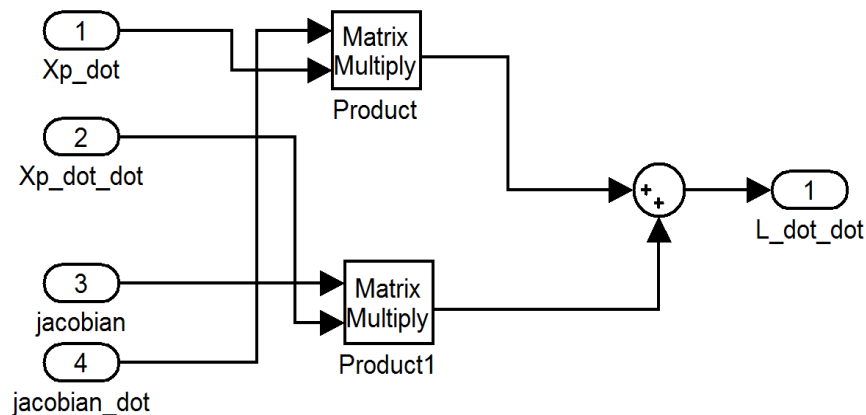 1
Xp_dot
Matrix
Multiply
Product
2
Xp_dot_dot
+
+
1
L_dot_dot
3
jacobian
Matrix
Multiply
Product1
4
jacobian_dot